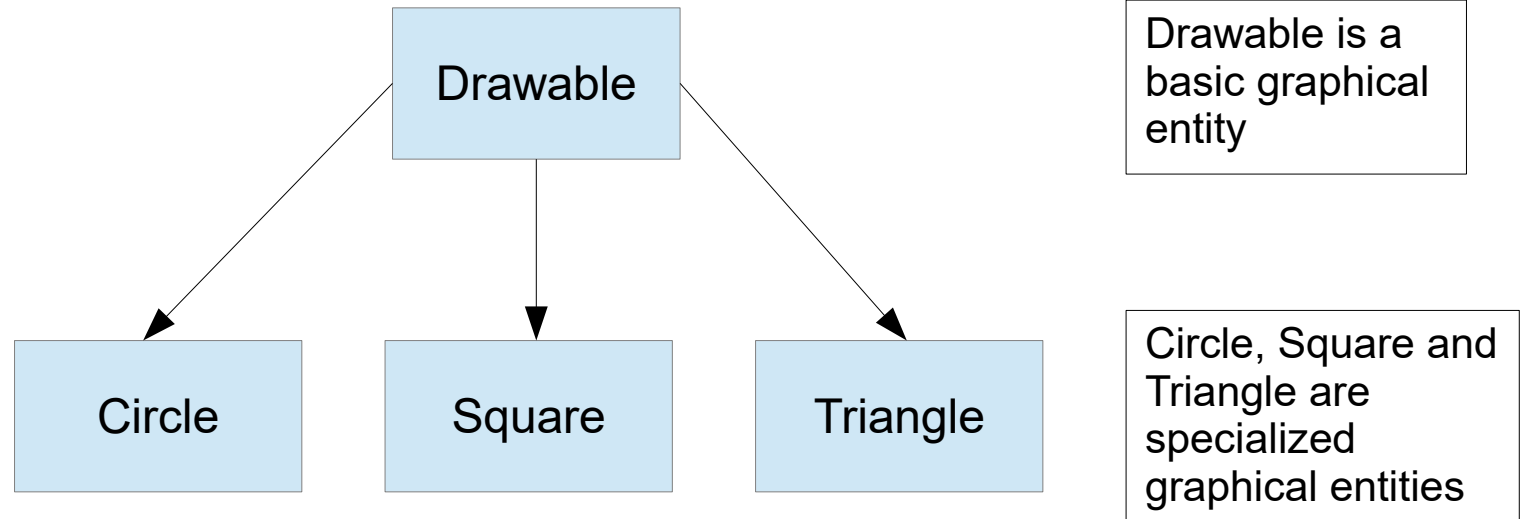 Drawable
Drawable is a
basic graphical
entity
Circle
Square
Triangle
Circle, Square and
Triangle are
specialized
graphical entities